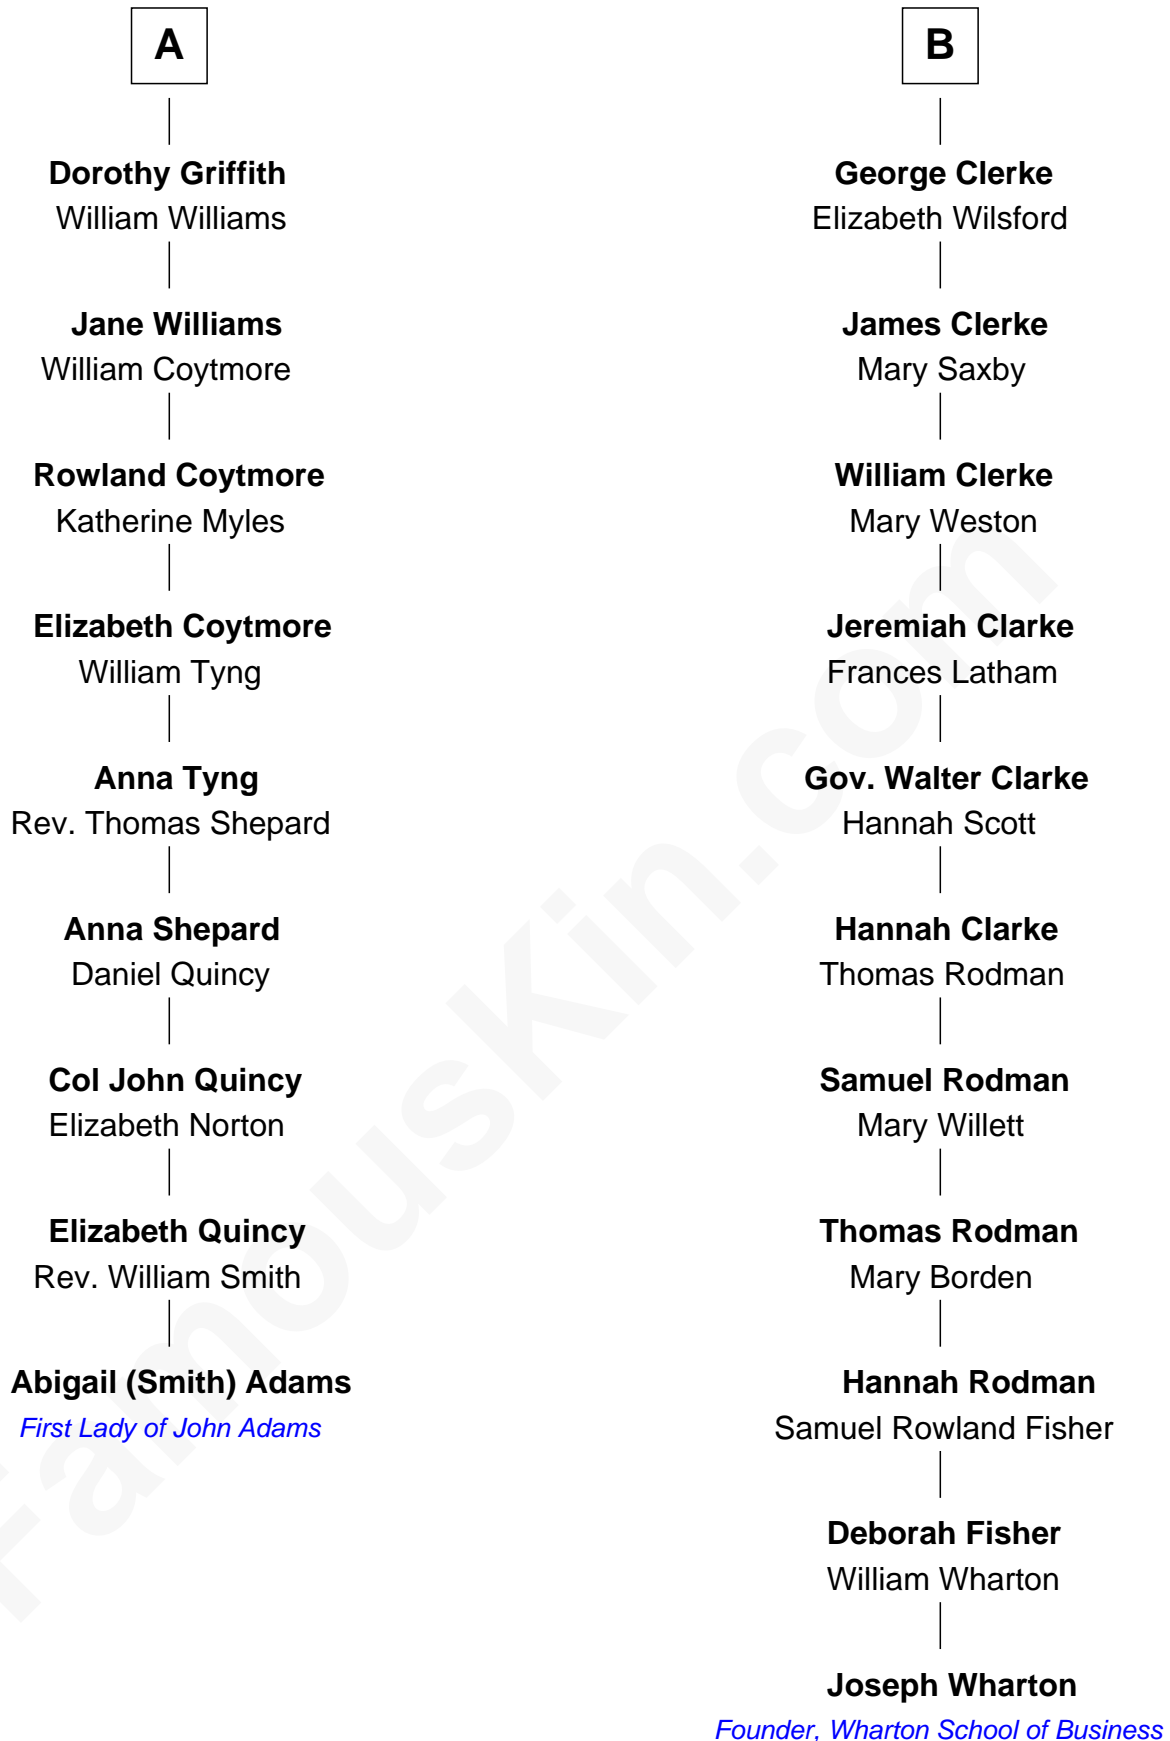 A
Dorothy Griffith
William Williams
Jane Williams
William Coytmore
Rowland Coytmore
Katherine Myles
Elizabeth Coytmore
William Tyng
Anna Tyng
Rev. Thomas Shepard
Anna Shepard
Daniel Quincy
Col John Quincy
Elizabeth Norton
Elizabeth Quincy
Rev. William Smith
Abigail (Smith) Adams
First Lady of John Adams
B
George Clerke
Elizabeth Wilsford
James Clerke
Mary Saxby
William Clerke
Mary Weston
Jeremiah Clarke
Frances Latham
Gov. Walter Clarke
Hannah Scott
Hannah Clarke
Thomas Rodman
Samuel Rodman
Mary Willett
Thomas Rodman
Mary Borden
Hannah Rodman
Samuel Rowland Fisher
Deborah Fisher
William Wharton
Joseph Wharton
Founder, Wharton School of Business
FamousKin.com